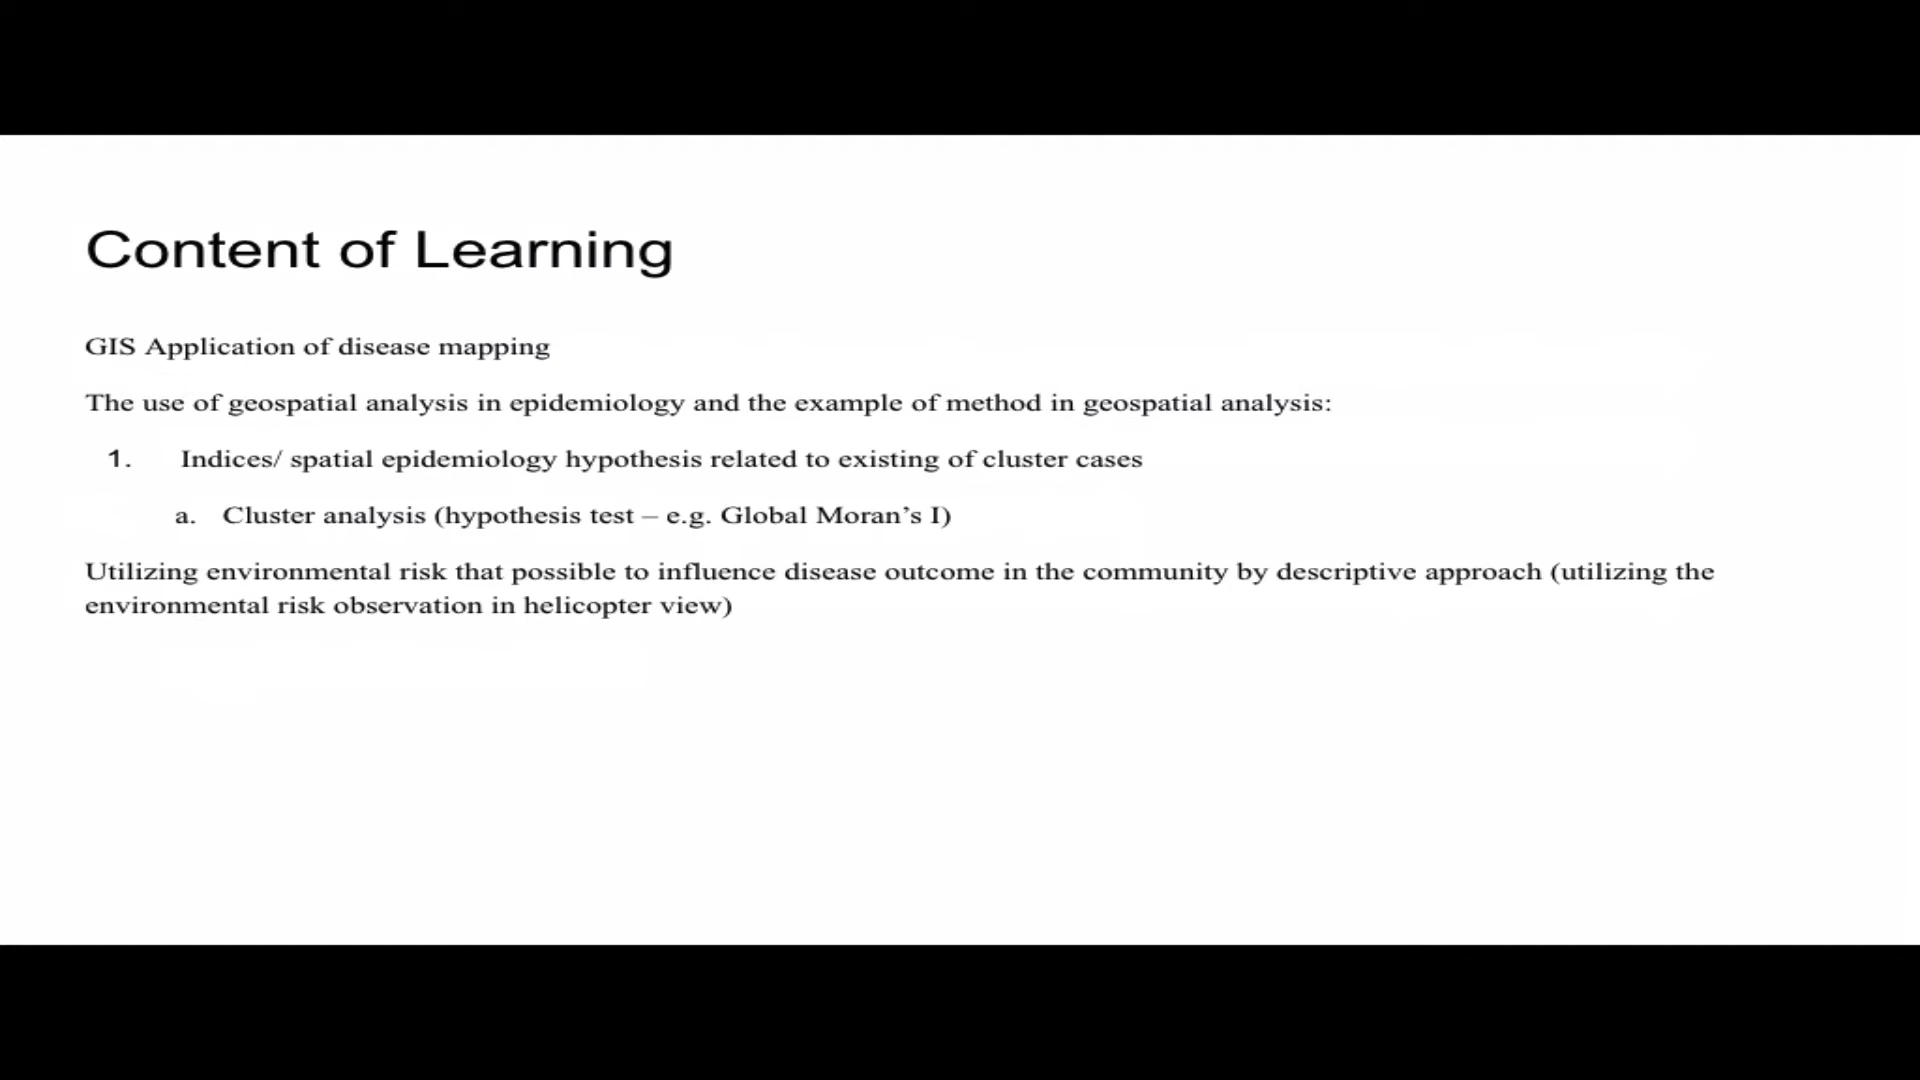 Content of Learning
GIS Application of disease mapping
The use of geospatial analysis in epidemiology and the example of method in geospatial analysis:
1. Indices/ spatial epidemiology hypothesis related to existing of cluster cases
a. Cluster analysis (hypothesis test – e.g. Global Moran’s I)
Utilizing environmental risk that possible to influence disease outcome in the community by descriptive approach (utilizing the
environmental risk observation in helicopter view)